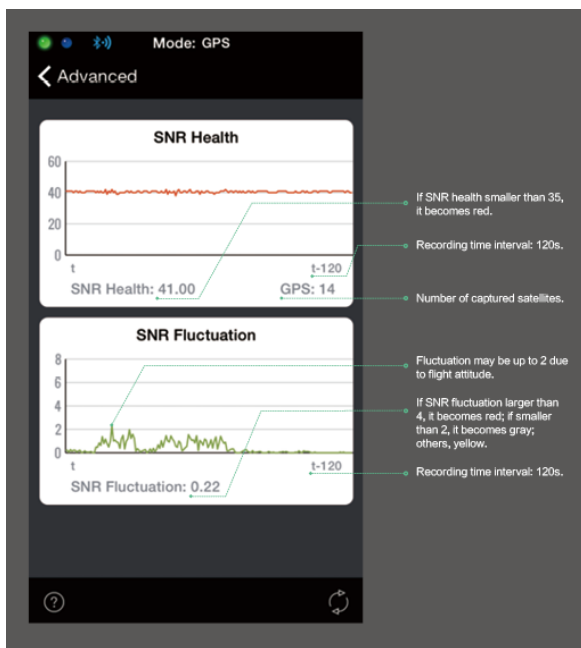 Mode: GPS
Advanced
SNR Health
60
40
20
0
t
t-120
SNR Health: 41.00
GPS: 14
If SNR health smaller than 35,
it becomes red.
Recording time interval: 120s.
Number of captured satellites.
SNR Fluctuation
8
6
4
2
0
t
t-120
SNR Fluctuation: 0.22
Fluctuation may be up to 2 due
to flight attitude.
If SNR fluctuation larger than
4, it becomes red; if smaller
than 2, it becomes gray;
others, yellow.
Recording time interval: 120s.
?